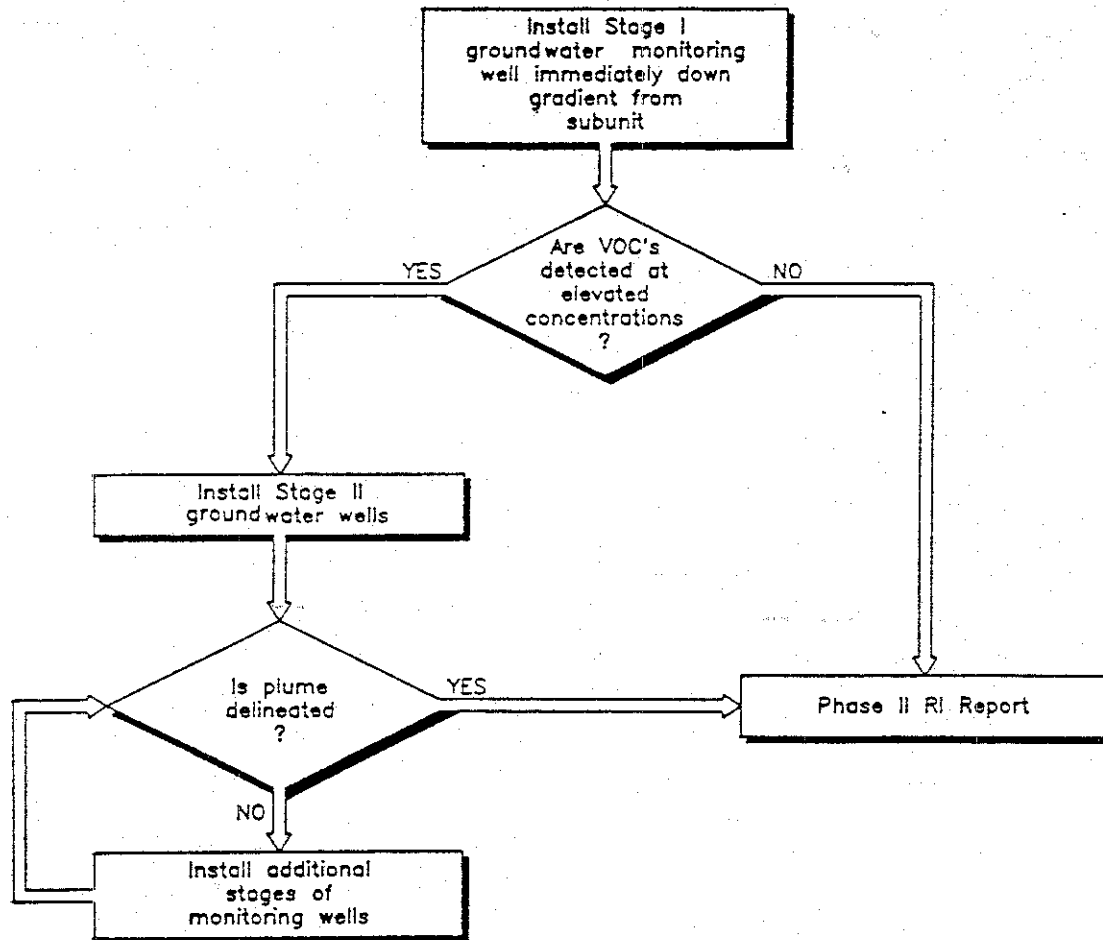 Install Stage I
groundwater monitoring
well immediately down
gradient from
subunit
Are VOC's
detected at
elevated
concentrations
?
YES
NO
Install Stage II
groundwater wells
Is plume
delineated
?
YES
Phase II RI Report
NO
Install additional
stages of
monitoring wells